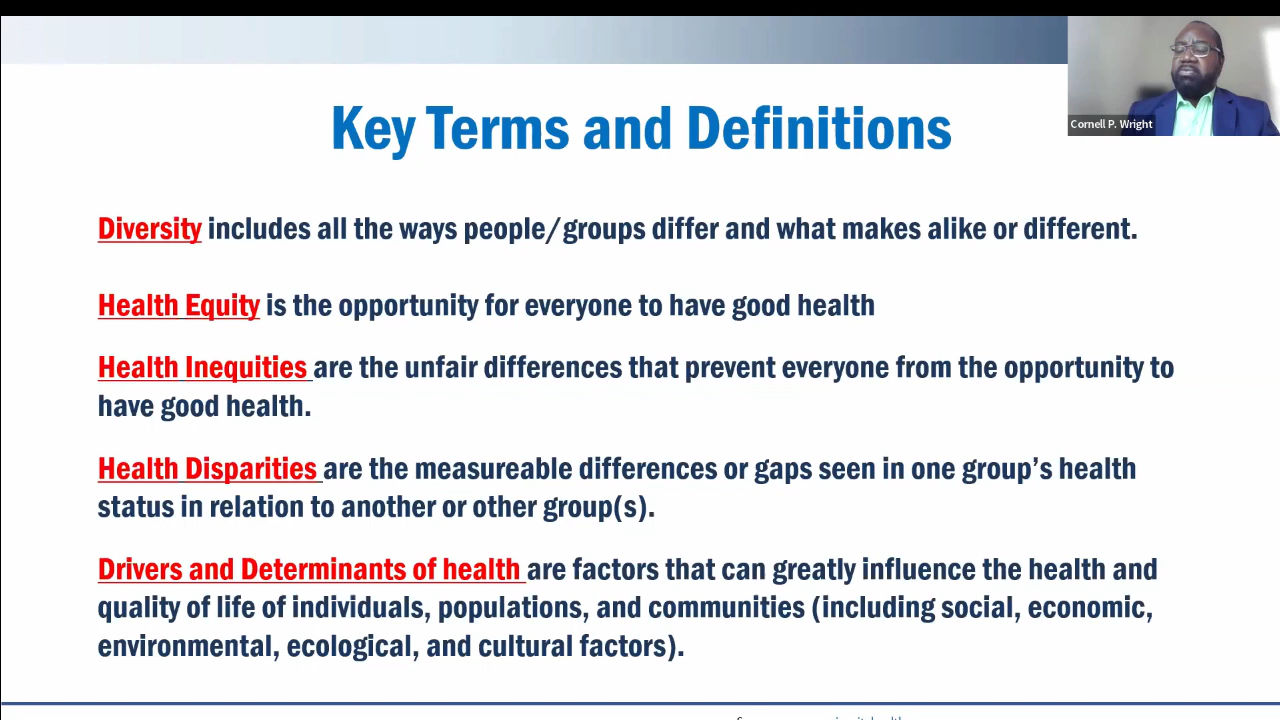 Cornell P. Wright
Key Terms and Definitions
Diversity includes all the ways people/groups differ and what makes alike or different.
Health Equity is the opportunity for everyone to have good health
Health Inequities are the unfair differences that prevent everyone from the opportunity to
have good health.
Health Disparities are the measureable differences or gaps seen in one group's health
status in relation to another or other group(s).
Drivers and Determinants of health are factors that can greatly influence the health and
quality of life of individuals, populations, and communities (including social, economic,
environmental, ecological, and cultural factors).